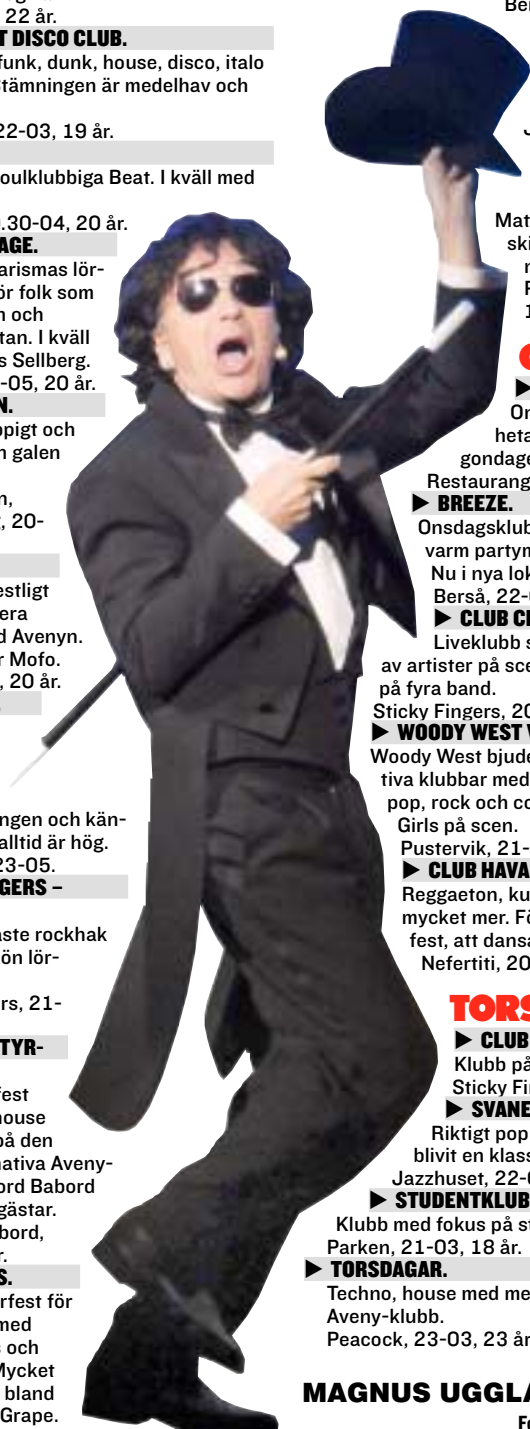 22 år.
T DISCO CLUB.
funk, dunk, house, disco, italo
tämningen är medelhav och
22-03, 19 år.
oulklubbiga Beat. I kväll med
.30-04, 20 år.
AGE.
arismas lör-
ör folk som
n och
tan. I kväll
s Sellberg.
-05, 20 år.
N.
opigt och
n galen
n,
, 20-
estligt
era
d Avenyn.
r Mofo.
, 20 år.
ngen och kän-
alltid är hög.
23-05.
GERS –
aste rockhak
ön lör-
rs, 21-
TYR-
fest
house
på den
nativa Aveny-
ord Babord
gästar.
bord,
r.
S.
rfest för
med
och
Mycket
bland
Grape.
Ber
J
Mat
ski
r
P
1
▶
On
heta
gondage
Restaurang
▶ BREEZE.
Onsdagsklub
varm partym
Nu i nya lok
Berså, 22-
▶ CLUB C
Liveklubb s
av artister på sce
på fyra band.
Sticky Fingers, 20
▶ WOODY WEST
Woody West bjude
tiva klubbar med
pop, rock och co
Girls på scen.
Pustervik, 21-
▶ CLUB HAVA
Reggaeton, ku
mycket mer. Fö
fest, att dansa
Nefertiti, 20
TORS
▶ CLUB
Klubb på
Sticky Fi
▶ SVANE
Riktigt pop
blivit en klass
Jazzhuset, 22-
▶ STUDENTKLUB
Klubb med fokus på st
Parken, 21-03, 18 år.
▶ TORSDAGAR.
Techno, house med me
Aveny-klubb.
Peacock, 23-03, 23 år
MAGNUS UGGLA
Fo